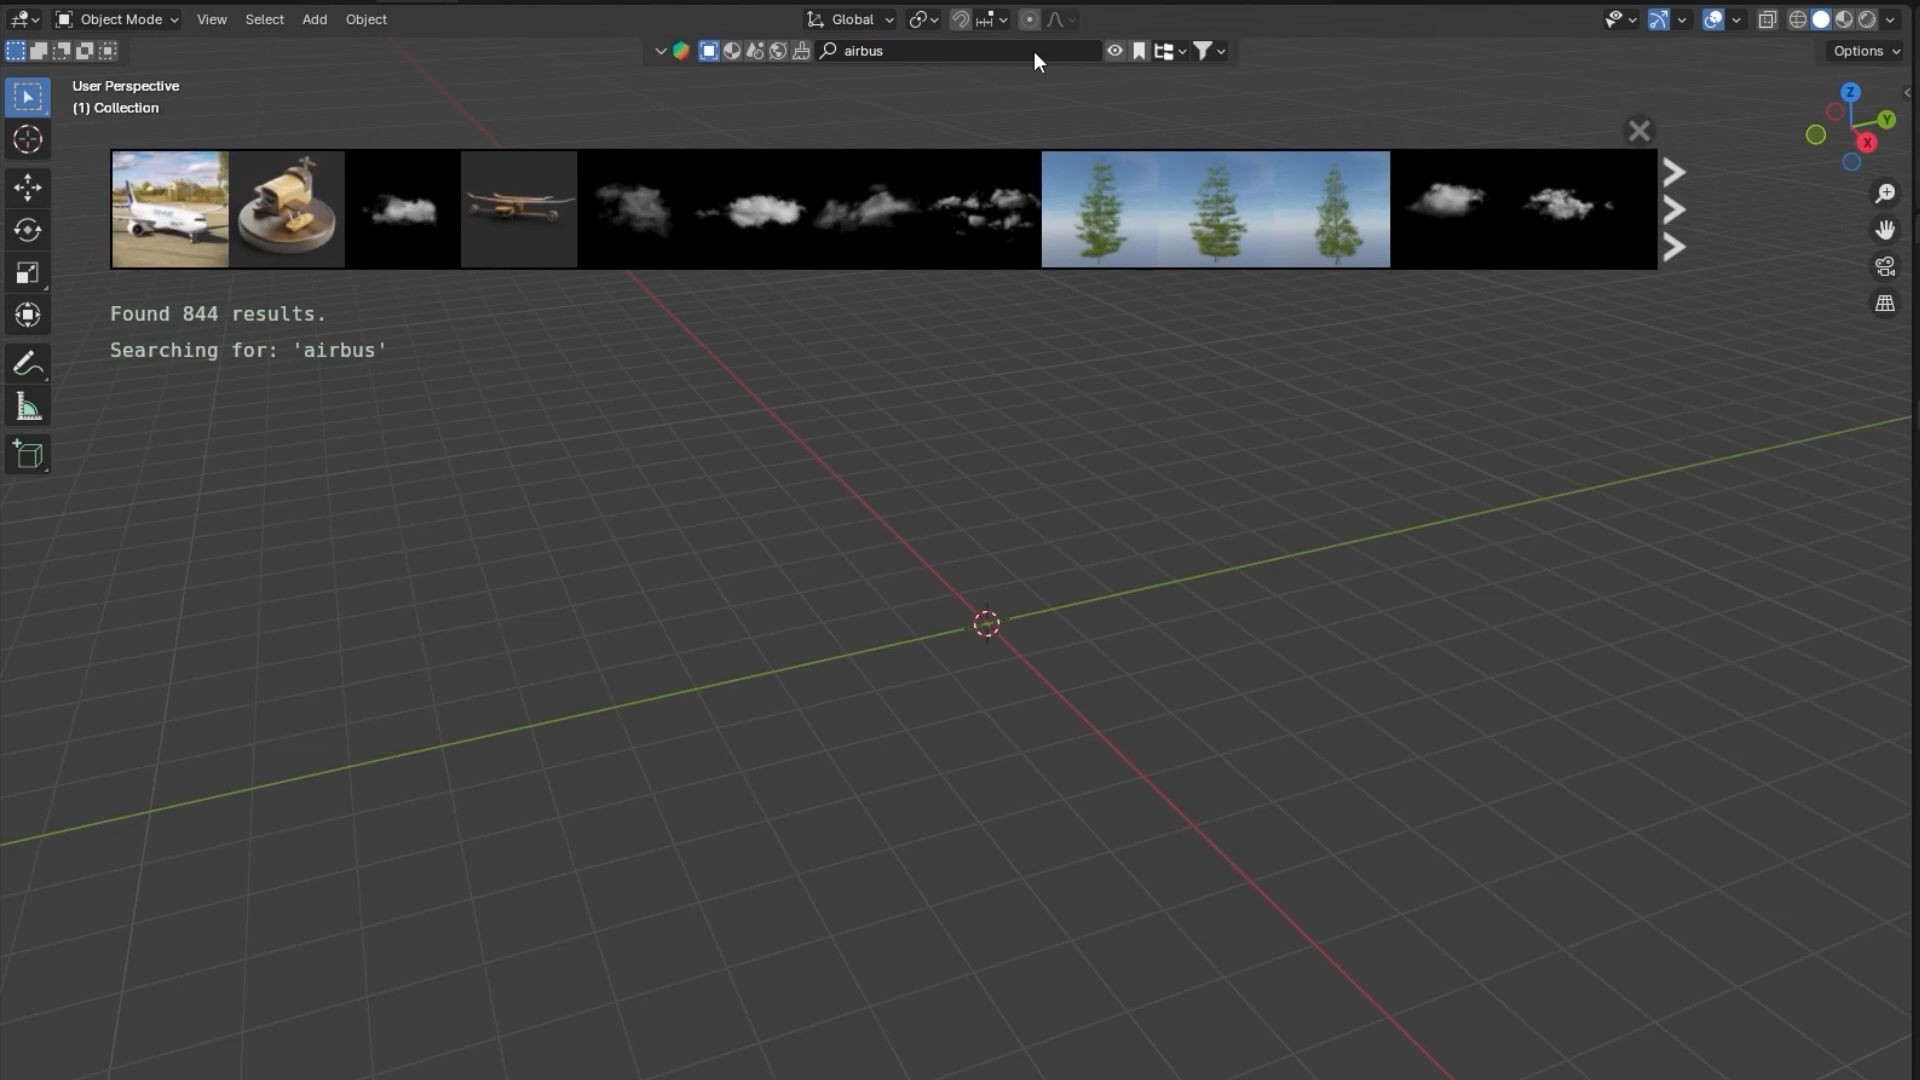 Object Mode View Select Add Object Global
airbus Options
User Perspective
(1) Collection
Z
Y
X
Found 844 results.
Searching for: 'airbus'